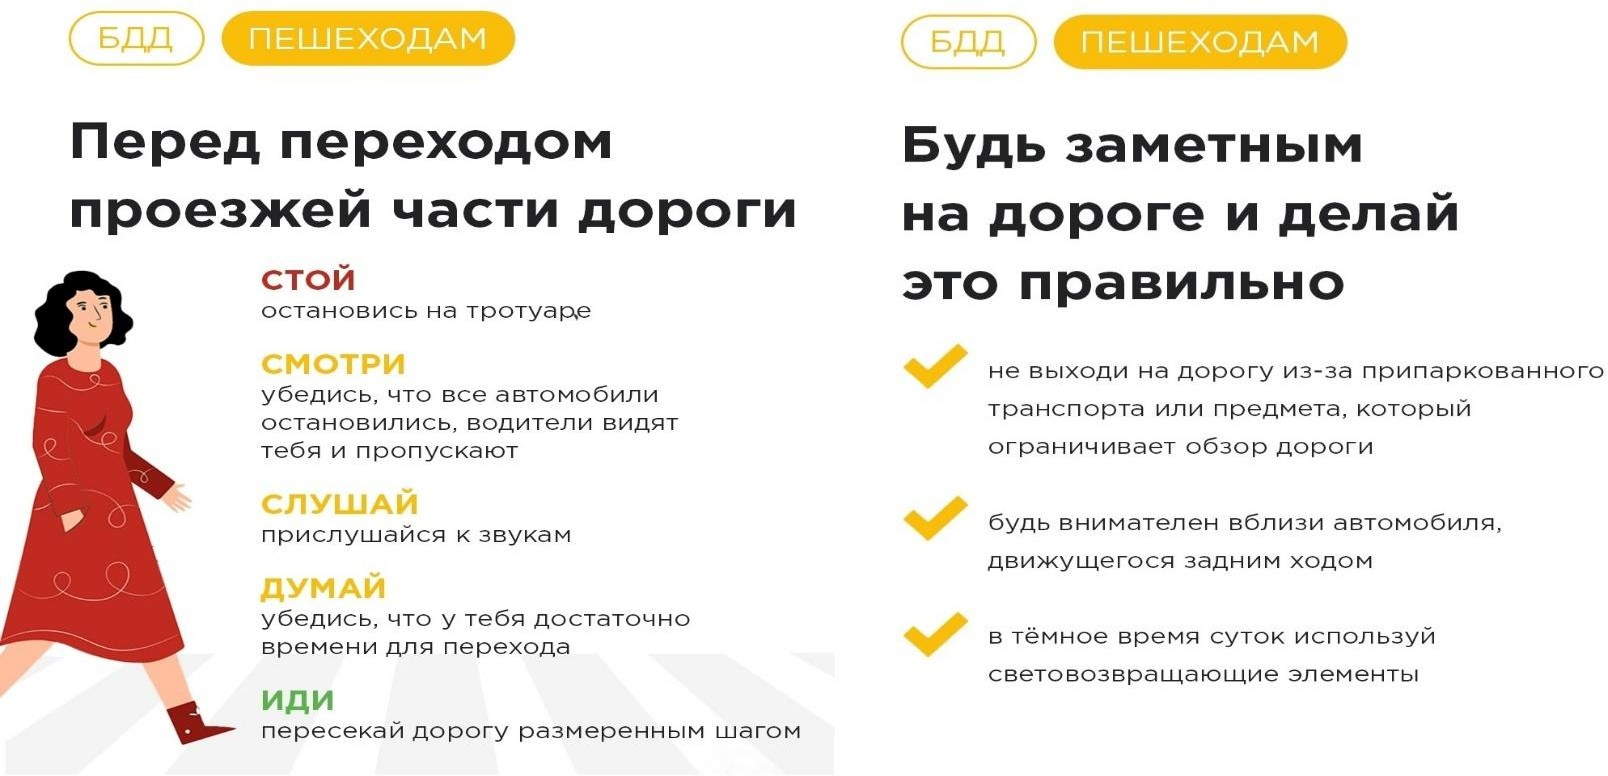 БДД ПЕШЕХОДАМ
Перед переходом
проезжей части дороги
СТОЙ
остановись на тротуаре
СМОТРИ
убедись, что все автомобили
остановились, водители видят
тебя и пропускают
СЛУШАЙ
прислушайся к звукам
ДУМАЙ
убедись, что у тебя достаточно
времени для перехода
ИДИ
пересекай дорогу размеренным шагом
БДД ПЕШЕХОДАМ
Будь заметным
на дороге и делай
это правильно
не выходи на дорогу из-за припаркованного
транспорта или предмета, который
ограничивает обзор дороги
будь внимателен вблизи автомобиля,
движущегося задним ходом
в тёмное время суток используй
световозвращающие элементы